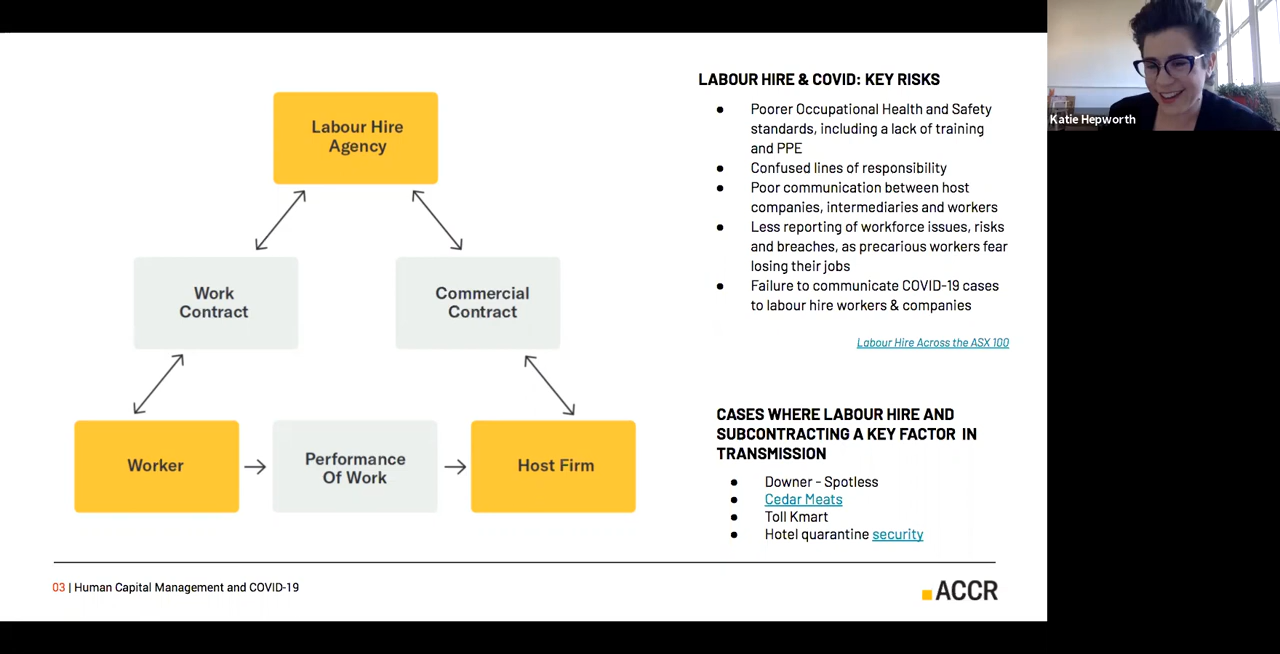 Labour Hire
Agency
Work
Contract
Commercial
Contract
Worker
Performance
Of Work
Host Firm
LABOUR HIRE & COVID: KEY RISKS
● Poorer Occupational Health and Safety
standards, including a lack of training
and PPE
● Confused lines of responsibility
● Poor communication between host
companies, intermediaries and workers
● Less reporting of workforce issues, risks
and breaches, as precarious workers fear
losing their jobs
● Failure to communicate COVID-19 cases
to labour hire workers & companies
Labour Hire Across the ASX 100
CASES WHERE LABOUR HIRE AND
SUBCONTRACTING A KEY FACTOR IN
TRANSMISSION
● Downer - Spotless
● Cedar Meats
● Toll Kmart
● Hotel quarantine security
03 | Human Capital Management and COVID-19
ACCR
Katie Hepworth